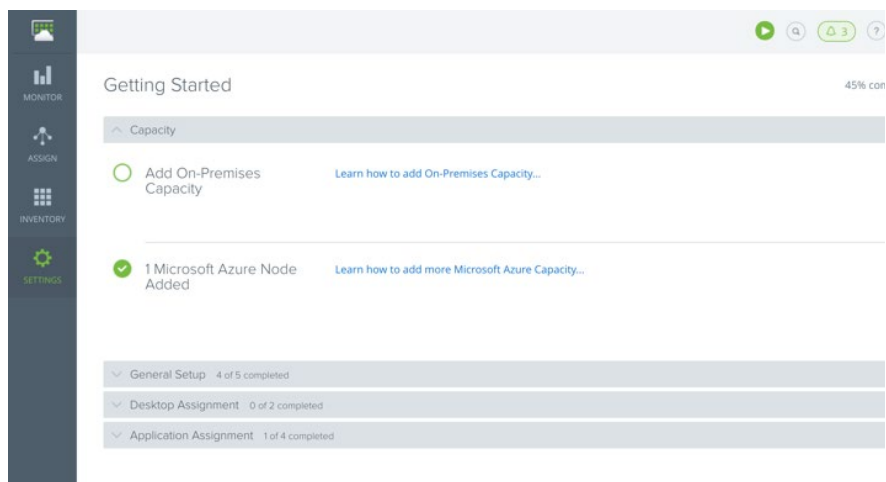 3
?
MONITOR
Getting Started
45% com
Capacity
ASSIGN
Add On-Premises
Capacity
Learn how to add On-Premises Capacity...
INVENTORY
SETTINGS
1 Microsoft Azure Node
Added
Learn how to add more Microsoft Azure Capacity...
General Setup 4 of 5 completed
Desktop Assignment 0 of 2 completed
Application Assignment 1 of 4 completed